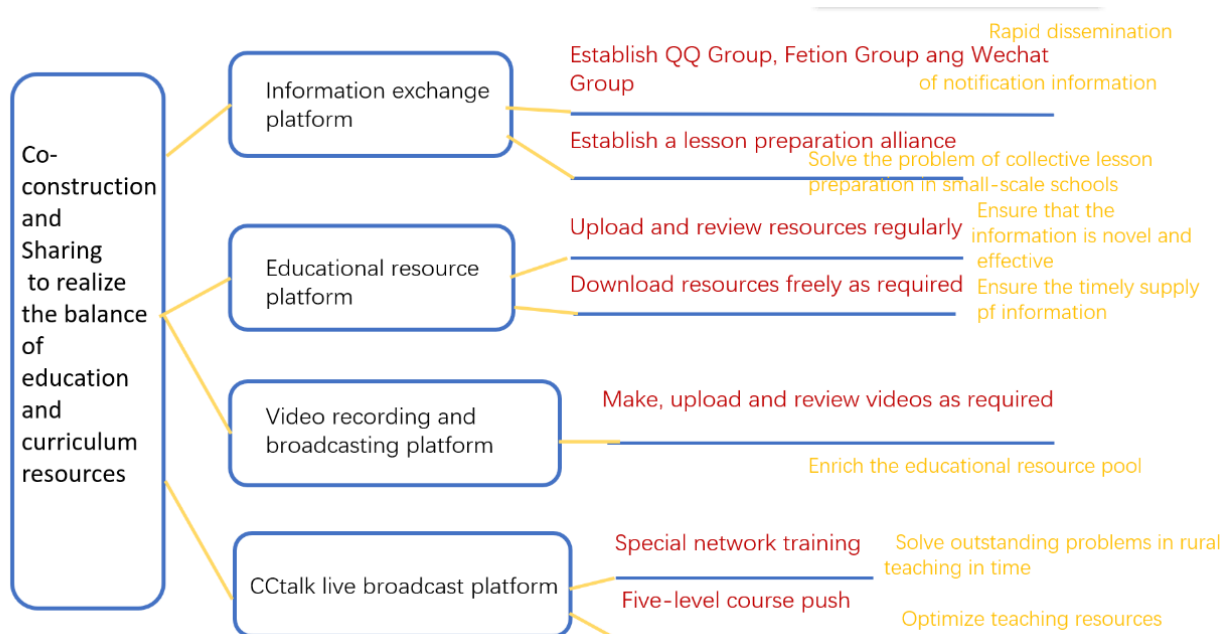 Co-
construction
and
Sharing
to realize
the balance
of
education
and
curriculum
resources
Information exchange
platform
Establish QQ Group, Fetion Group ang Wechat
Group
Rapid dissemination
of notification information
Establish a lesson preparation alliance
Solve the problem of collective lesson
preparation in small-scale schools
Educational resource
platform
Upload and review resources regularly
Ensure that the
information is novel and
effective
Download resources freely as required
Ensure the timely supply
pf information
Video recording and
broadcasting platform
Make, upload and review videos as required
Enrich the educational resource pool
CCtalk live broadcast platform
Special network training
Solve outstanding problems in rural
teaching in time
Five-level course push
Optimize teaching resources